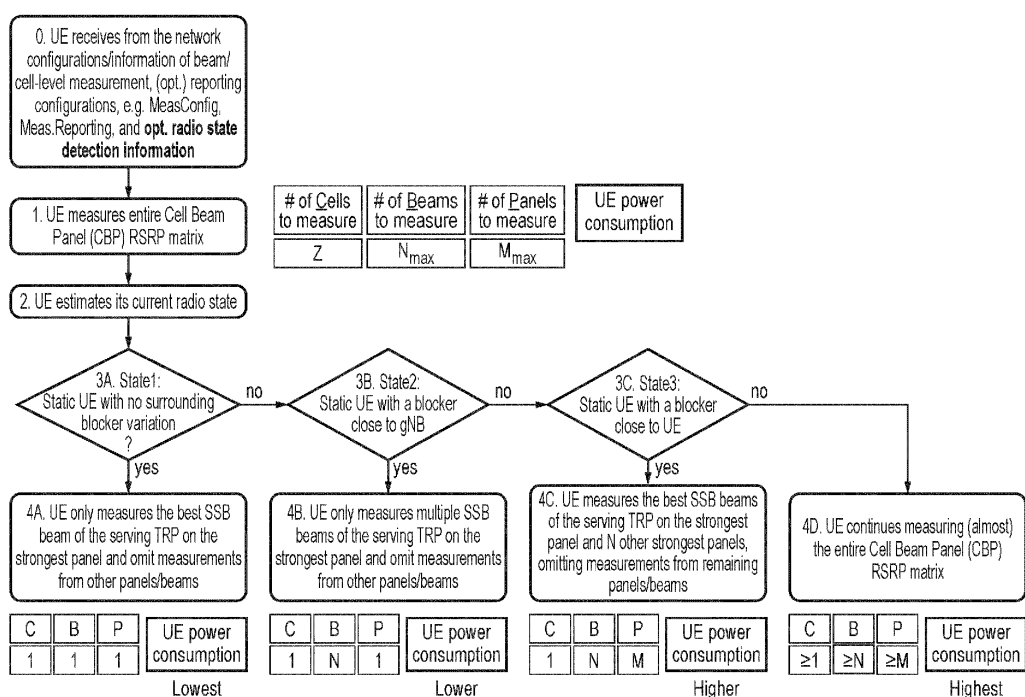 0. UE receives from the network
configurations/information of beam/
cell-level measurement, (opt.) reporting
configurations, e.g. MeasConfig,
Meas.Reporting, and opt. radio state
detection information
1. UE measures entire Cell Beam
Panel (CBP) RSRP matrix
# of Cells
to measure
# of Beams
to measure
# of Panels
to measure
UE power
consumption
Z
Nmax
Mmax
2. UE estimates its current radio state
3A. State1:
Static UE with no surrounding
blocker variation
?
no
yes
3B. State2:
Static UE with a blocker
close to gNB
no
yes
3C. State3:
Static UE with a blocker
close to UE
no
yes
4A. UE only measures the best SSB
beam of the serving TRP on the
strongest panel and omit measurements
from other panels/beams
4B. UE only measures multiple SSB
beams of the serving TRP on the
strongest panel and omit measurements
from other panels/beams
4C. UE measures the best SSB beams
of the serving TRP on the strongest
panel and N other strongest panels,
omitting measurements from remaining
panels/beams
4D. UE continues measuring (almost)
the entire Cell Beam Panel (CBP)
RSRP matrix
C B P
1 1 1
UE power
consumption
Lowest
C B P
1 N 1
UE power
consumption
Lower
C B P
1 N M
UE power
consumption
Higher
C B P
≥1 ≥N ≥M
UE power
consumption
Highest